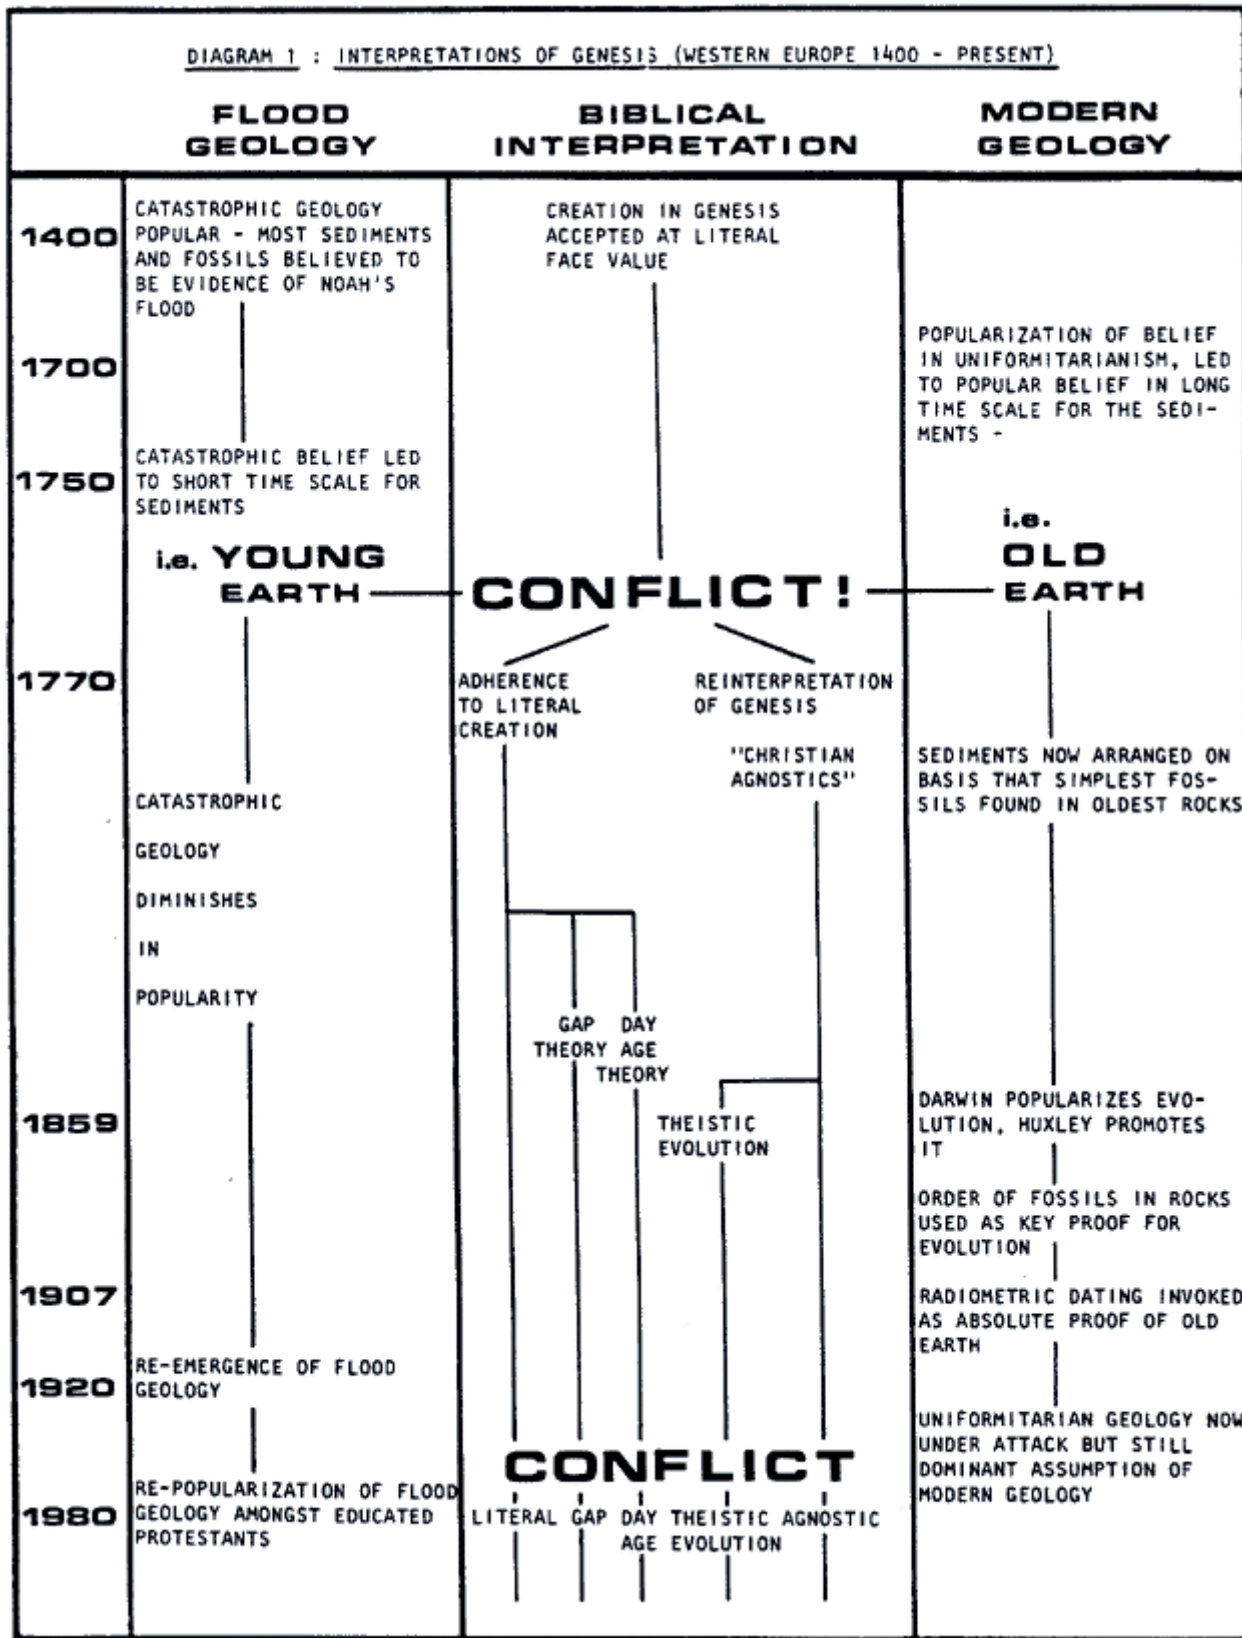 DIAGRAM 1 : INTERPRETATIONS OF GENESIS (WESTERN EUROPE 1400 - PRESENT)
FLOOD
GEOLOGY
BIBLICAL
INTERPRETATION
MODERN
GEOLOGY
1400
CATASTROPHIC GEOLOGY
POPULAR - MOST SEDIMENTS
AND FOSSILS BELIEVED TO
BE EVIDENCE OF NOAH'S
FLOOD
CREATION IN GENESIS
ACCEPTED AT LITERAL
FACE VALUE
1700
POPULARIZATION OF BELIEF
IN UNIFORMITARIANISM, LED
TO POPULAR BELIEF IN LONG
TIME SCALE FOR THE SEDI-
MENTS -
1750
CATASTROPHIC BELIEF LED
TO SHORT TIME SCALE FOR
SEDIMENTS
i.e. YOUNG
EARTH
CONFLICT!
i.e.
OLD
EARTH
1770
ADHERENCE
TO LITERAL
CREATION
REINTERPRETATION
OF GENESIS
"CHRISTIAN
AGNOSTICS"
SEDIMENTS NOW ARRANGED ON
BASIS THAT SIMPLEST FOS-
SILS FOUND IN OLDEST ROCKS
CATASTROPHIC
GEOLOGY
DIMINISHES
IN
POPULARITY
GAP
THEORY
DAY
AGE
THEORY
1859
THEISTIC
EVOLUTION
DARWIN POPULARIZES EVO-
LUTION, HUXLEY PROMOTES
IT
ORDER OF FOSSILS IN ROCKS
USED AS KEY PROOF FOR
EVOLUTION
1907
RADIOMETRIC DATING INVOKED
AS ABSOLUTE PROOF OF OLD
EARTH
1920
RE-EMERGENCE OF FLOOD
GEOLOGY
UNIFORMITARIAN GEOLOGY NOW
UNDER ATTACK BUT STILL
DOMINANT ASSUMPTION OF
MODERN GEOLOGY
CONFLICT
1980
RE-POPULARIZATION OF FLOOD
GEOLOGY AMONGST EDUCATED
PROTESTANTS
LITERAL GAP DAY THEISTIC AGNOSTIC
AGE EVOLUTION